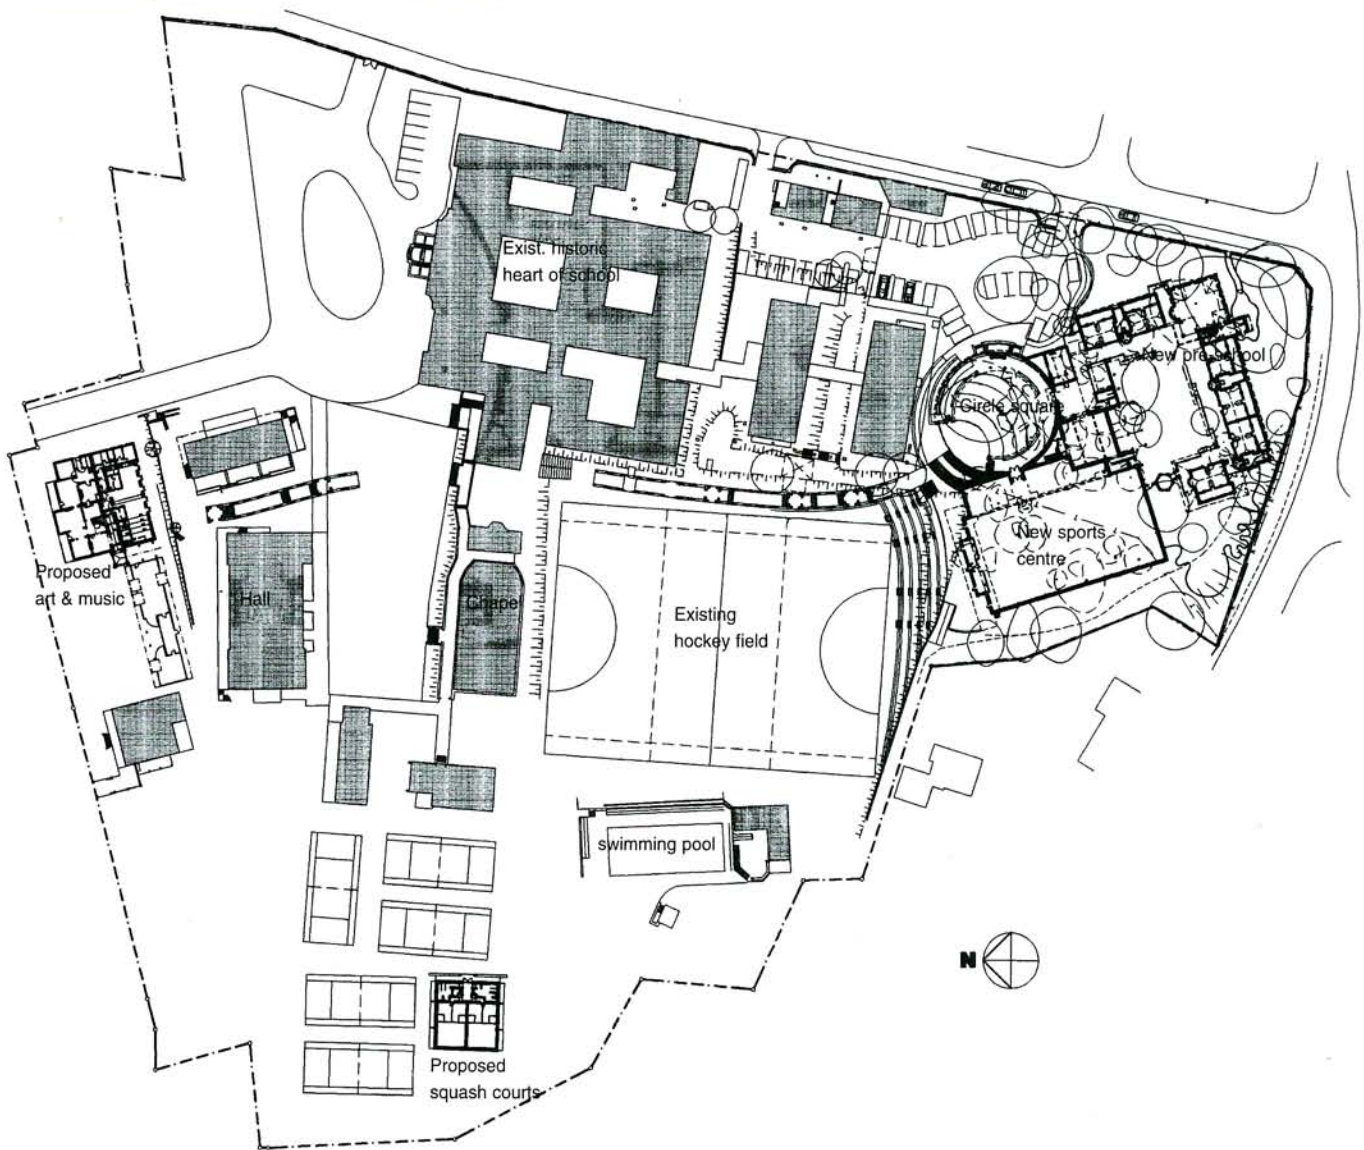 Exist. historic
heart of school
New pre-school
Circle square
New sports
centre
Proposed
art & music
Hall
Chapel
Existing
hockey field
swimming pool
N
Proposed
squash courts